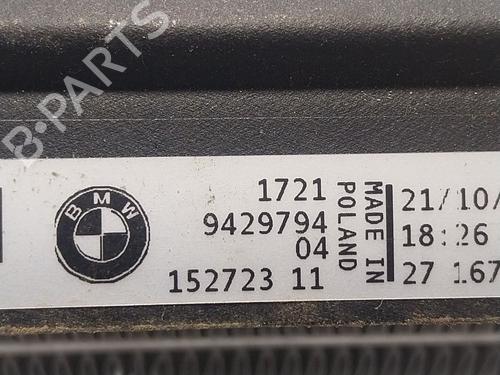 B-PARTS
BMW
1721
9429794
04
152723 11
MADE IN
POLAND
21/10/
18:26
27 167